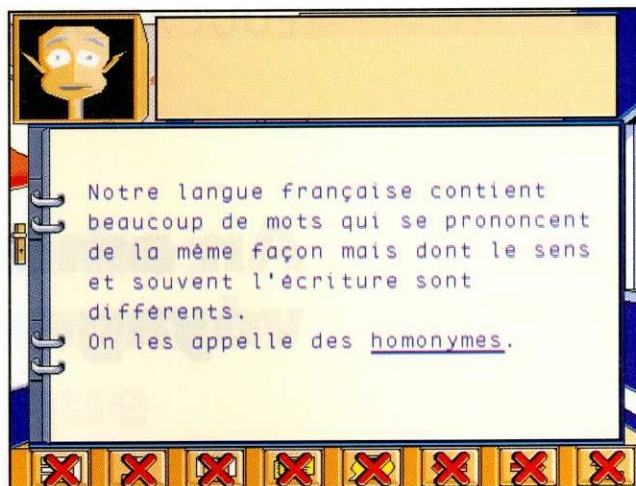 Notre langue française contient
beaucoup de mots qui se prononcent
de la même façon mais dont le sens
et souvent l'écriture sont
différents.
On les appelle des homonymes.